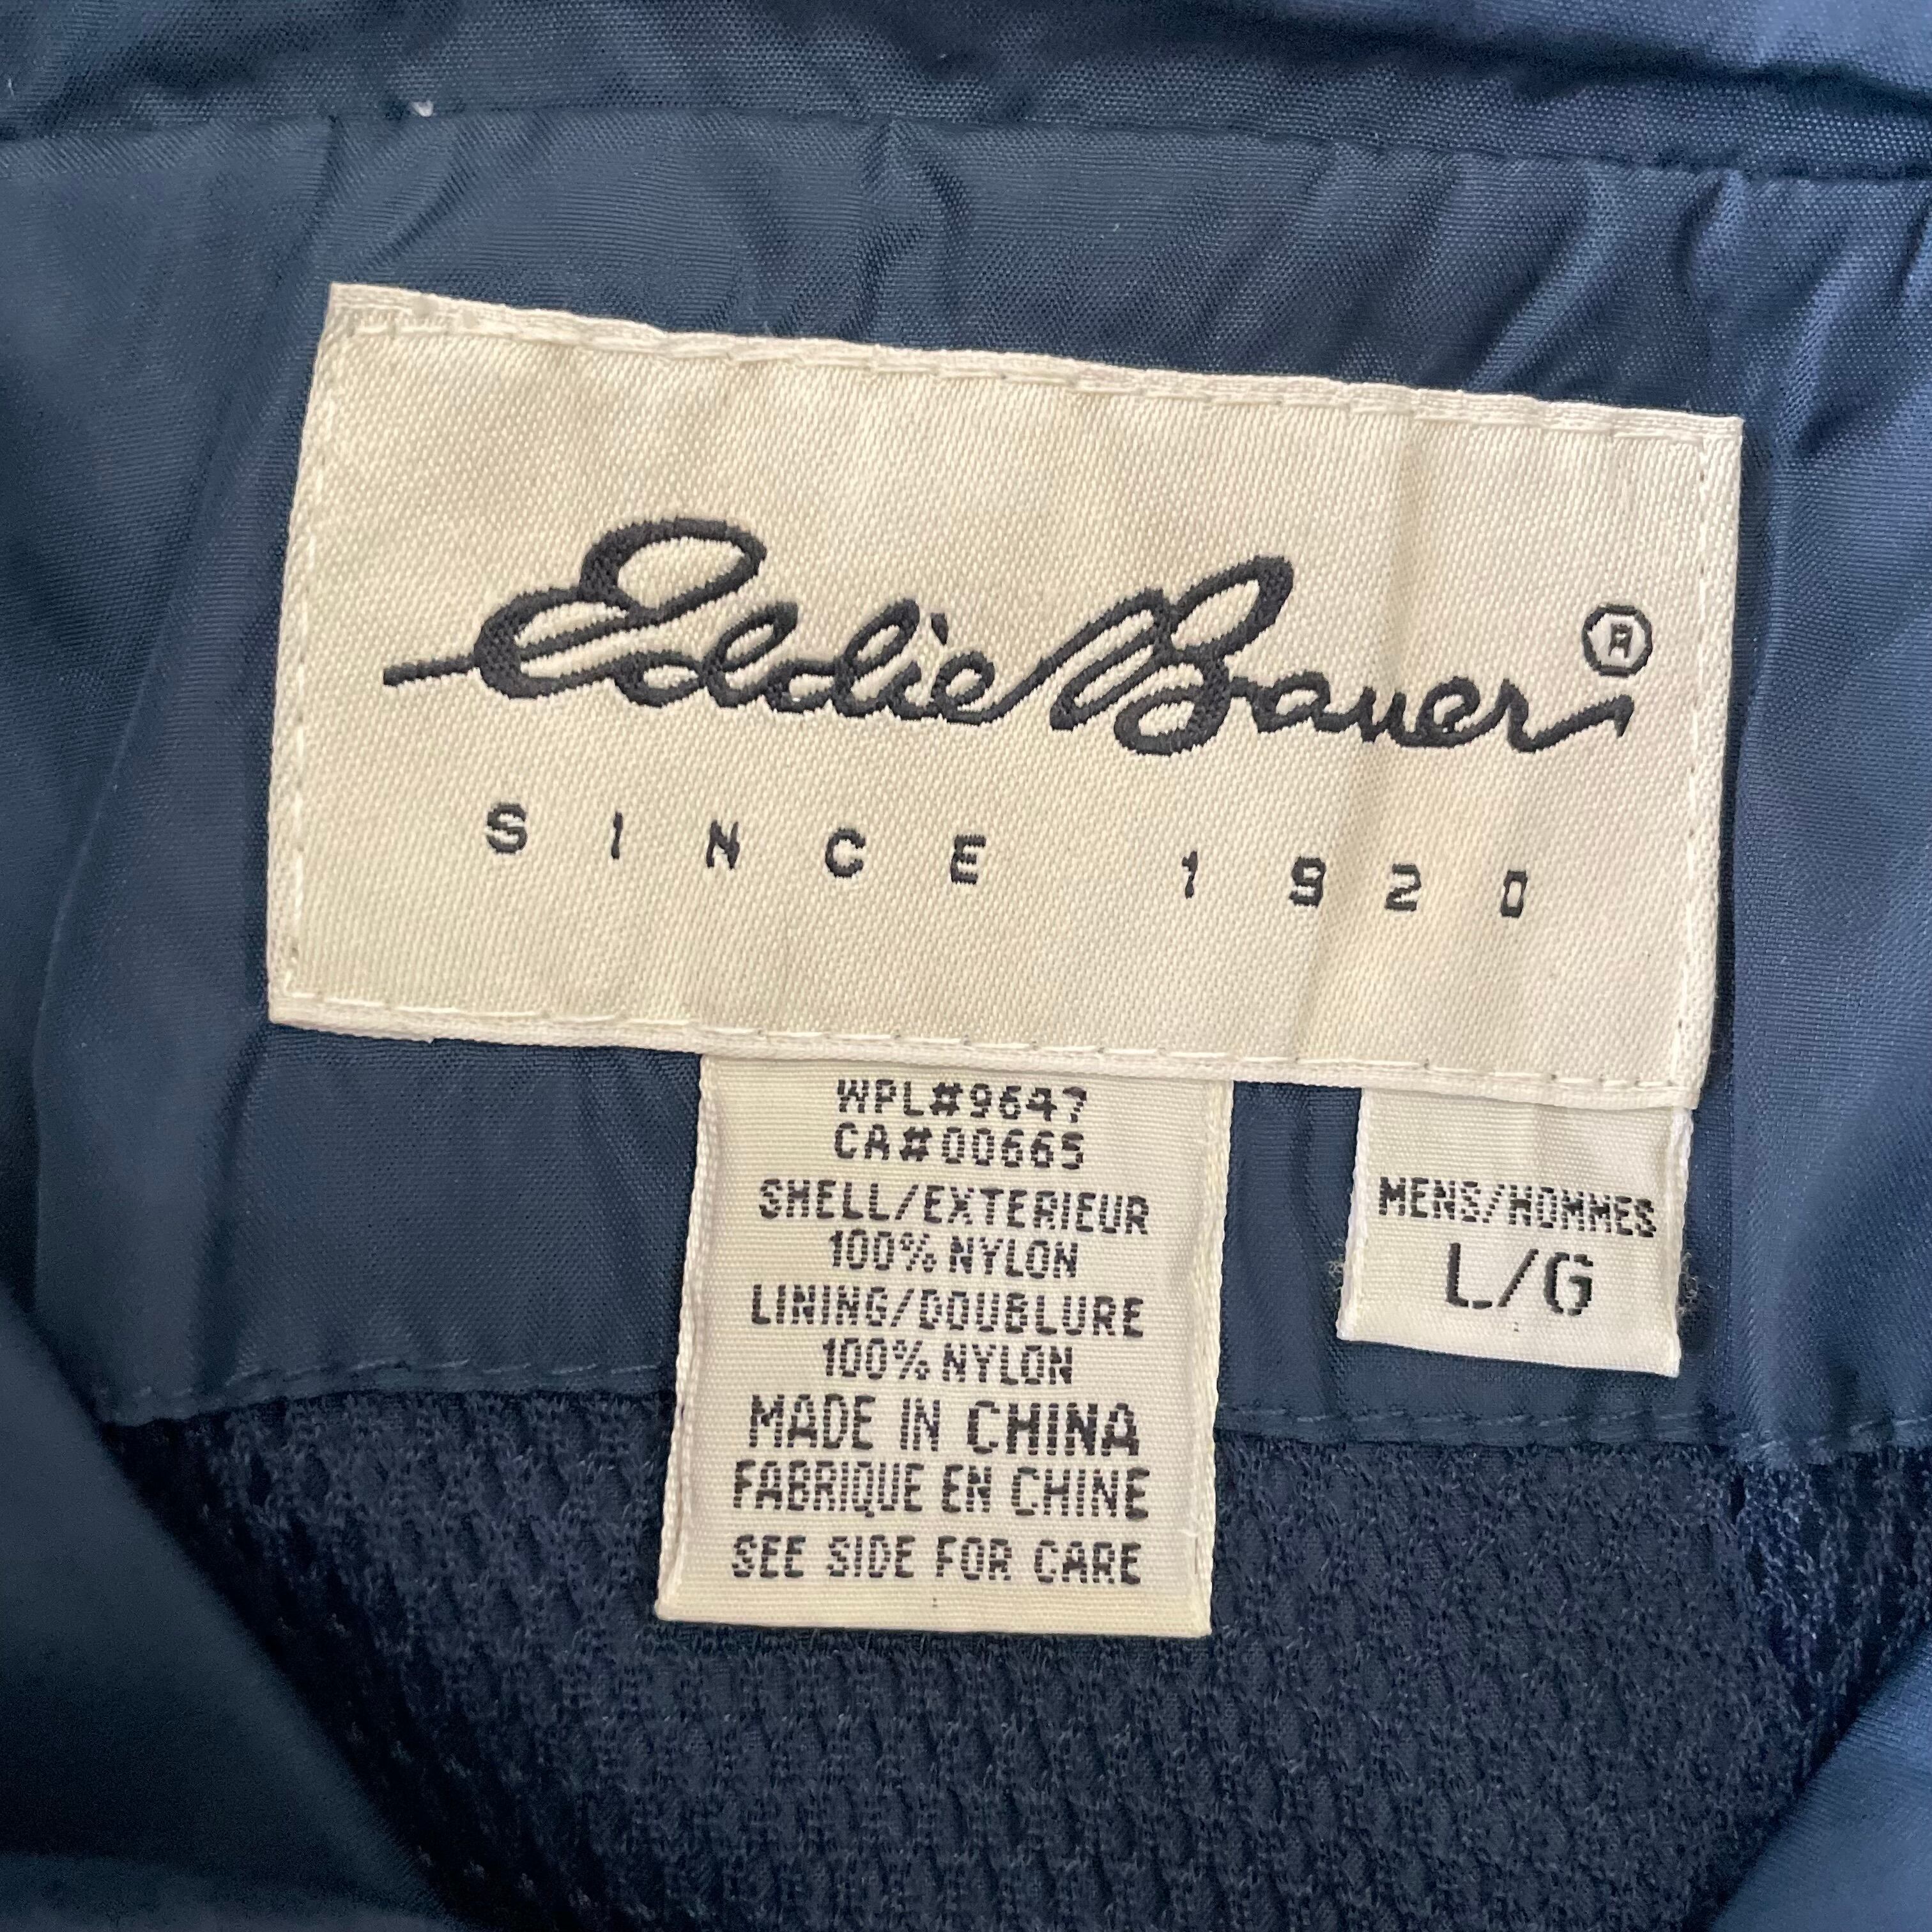 Eddie Bauer ®
SINCE 1920
WPL#9647
CA#00665
SHELL/EXTERIEUR
100% NYLON
LINING/DOUBLURE
100% NYLON
MADE IN CHINA
FABRIQUE EN CHINE
SEE SIDE FOR CARE
MENS/HOMMES
L/G